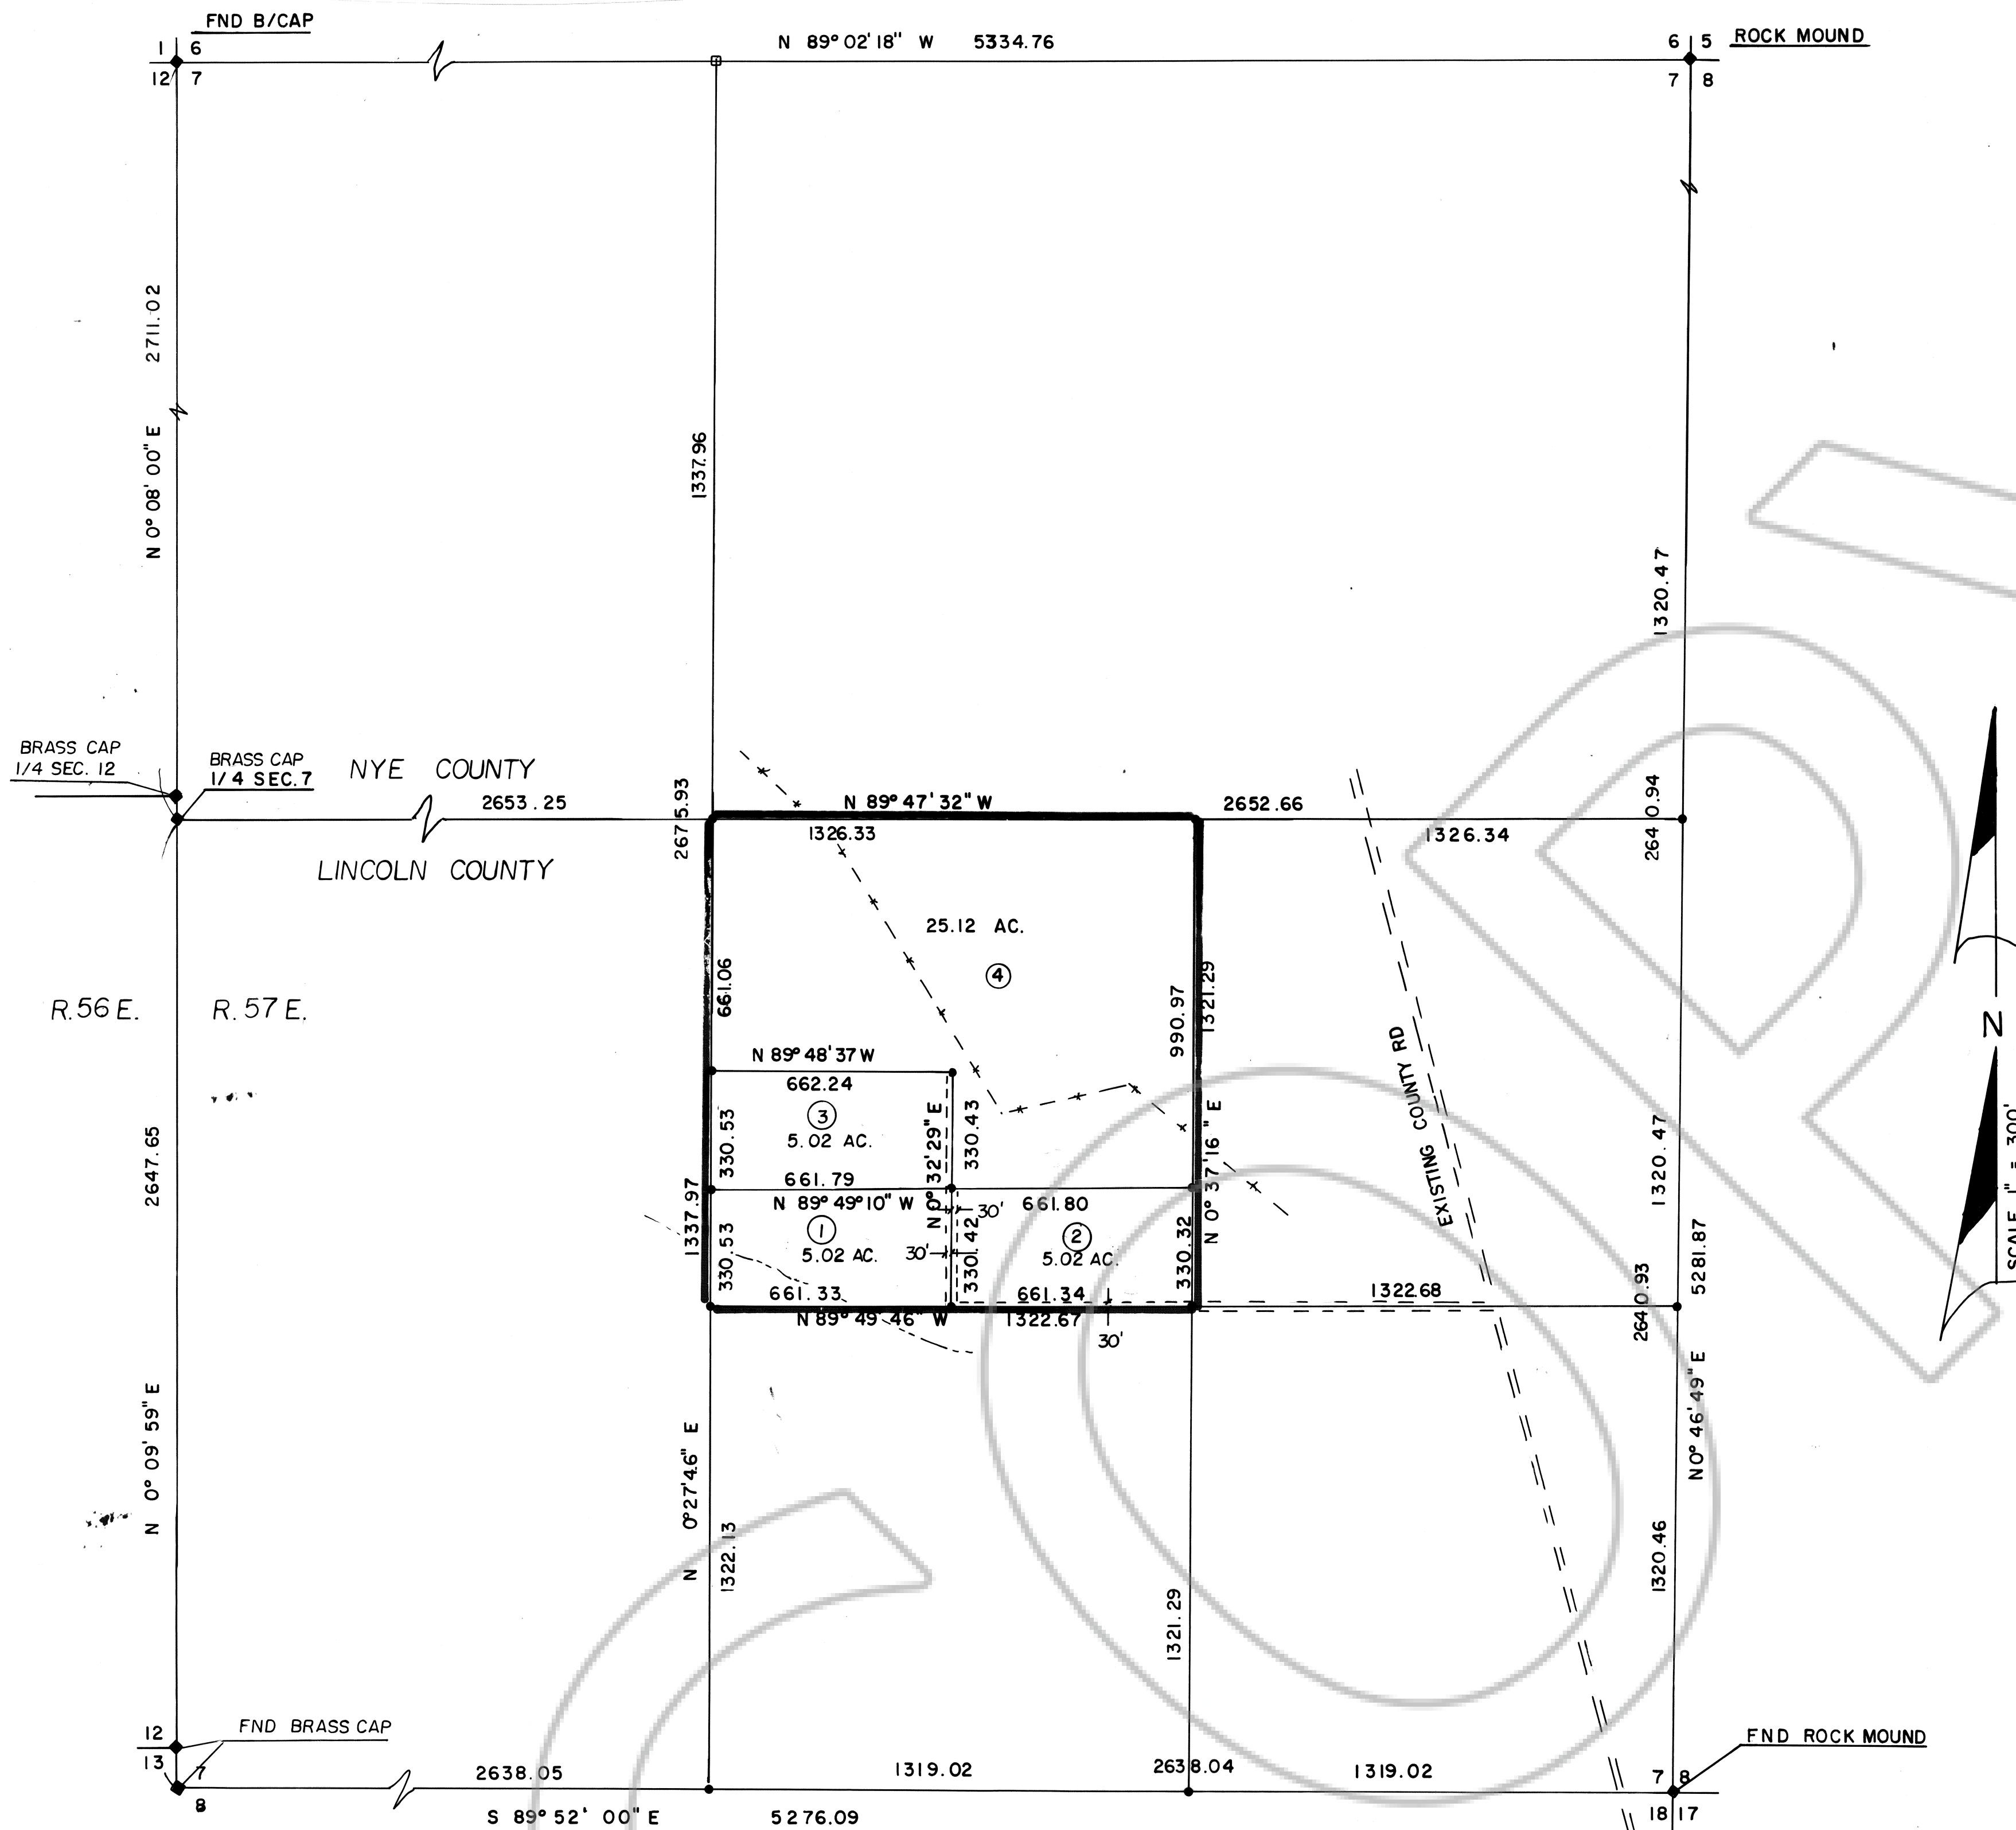 FND B/CAP
1 6
12 7
N 89° 02' 18" W 5334.76
6 5
7 8
ROCK MOUND
2711.02
N 0° 08' 00" E
1337.96
1320.47
BRASS CAP
1/4 SEC. 12
BRASS CAP
1/4 SEC. 7
NYE COUNTY
2653.25
2675.93
N 89° 47' 32" W
1326.33
2652.66
1326.34
2640.94
LINCOLN COUNTY
25.12 AC.
4
661.06
990.97
1321.29
R. 56 E.
R. 57 E.
EXISTING COUNTY RD
N
SCALE 1" = 300'
N 89° 48' 37 W
662.24
3
5.02 AC.
330.53
N 0° 32' 29" E
330.43
N 0° 37' 16" E
661.79
N 89° 49° 10" W
1
5.02 AC.
330.53
1337.97
30'
30'
330.42
661.80
2
5.02 AC.
330.32
661.33
661.34
N 89° 49' 46" W
1322.67
30'
1322.68
2647.65
N 0° 09' 59" E
1320.47
2640.93
5281.87
N 0° 46' 49" E
N 0° 27' 46" E
1322.13
1321.29
1320.46
12
13
7
8
FND BRASS CAP
2638.05
1319.02
2638.04
1319.02
S 89° 52' 00" E 5276.09
FND ROCK MOUND
7 8
18 17
COPY